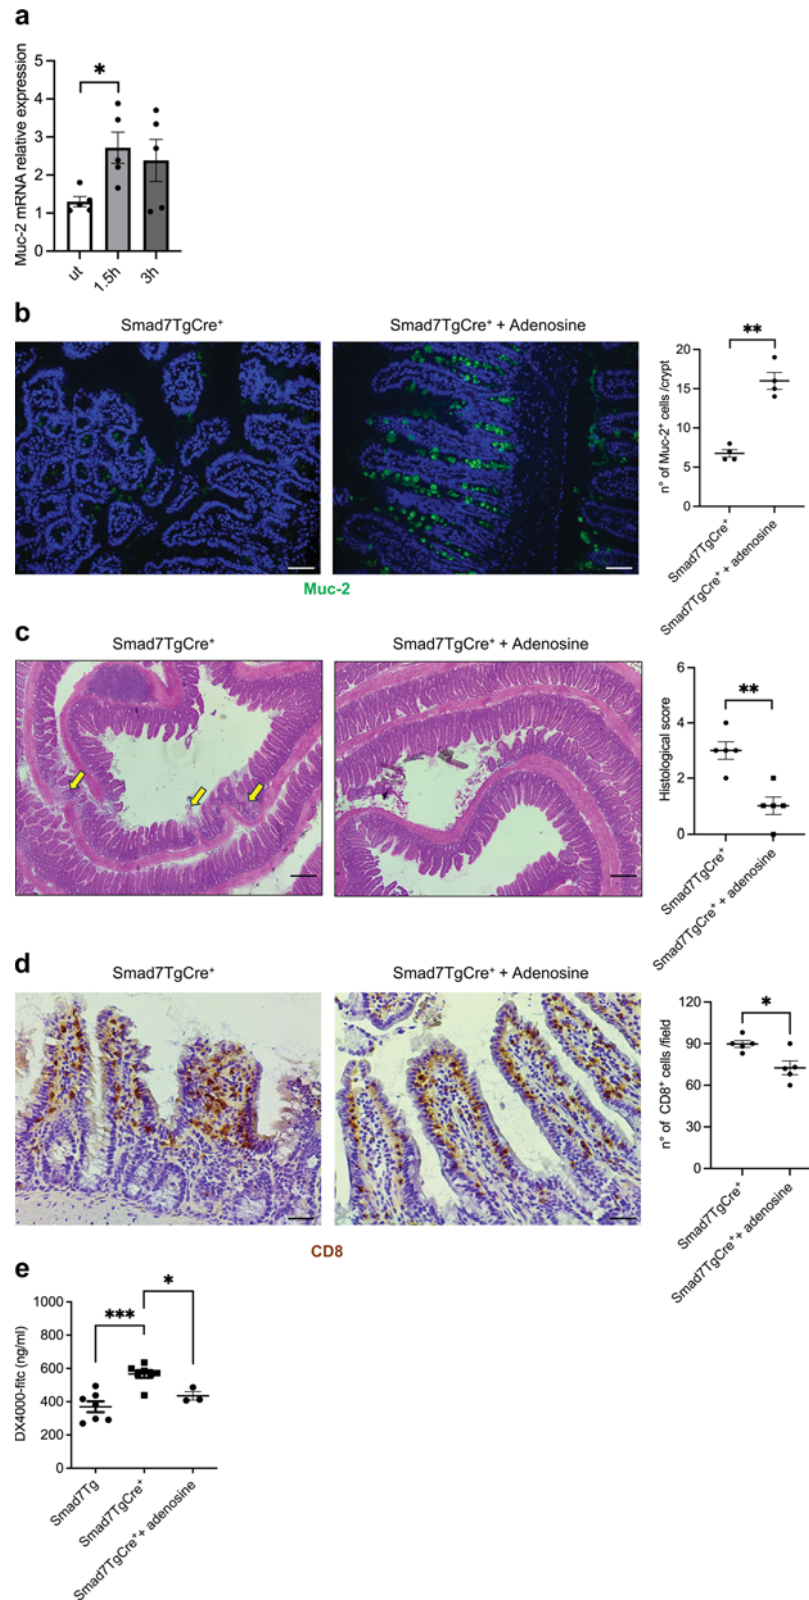 a
Muc-2 mRNA relative expression
5
4
3
2
1
0
*
ut
1.5h
3h
b
Smad7TgCre⁺
Smad7TgCre⁺ + Adenosine
Muc-2
n° of Muc-2⁺ cells /crypt
20
15
10
5
0
**
Smad7TgCre⁺
Smad7TgCre⁺ + adenosine
c
Smad7TgCre⁺
Smad7TgCre⁺ + Adenosine
Histological score
6
4
2
0
**
Smad7TgCre⁺
Smad7TgCre⁺ + adenosine
d
Smad7TgCre⁺
Smad7TgCre⁺ + Adenosine
CD8
n° of CD8⁺ cells /field
120
90
60
30
0
*
Smad7TgCre⁺
Smad7TgCre⁺+ adenosine
e
DX4000-fitc (ng/ml)
1000
800
600
400
200
0
***
*
Smad7Tg
Smad7TgCre⁺
Smad7TgCre⁺+ adenosine